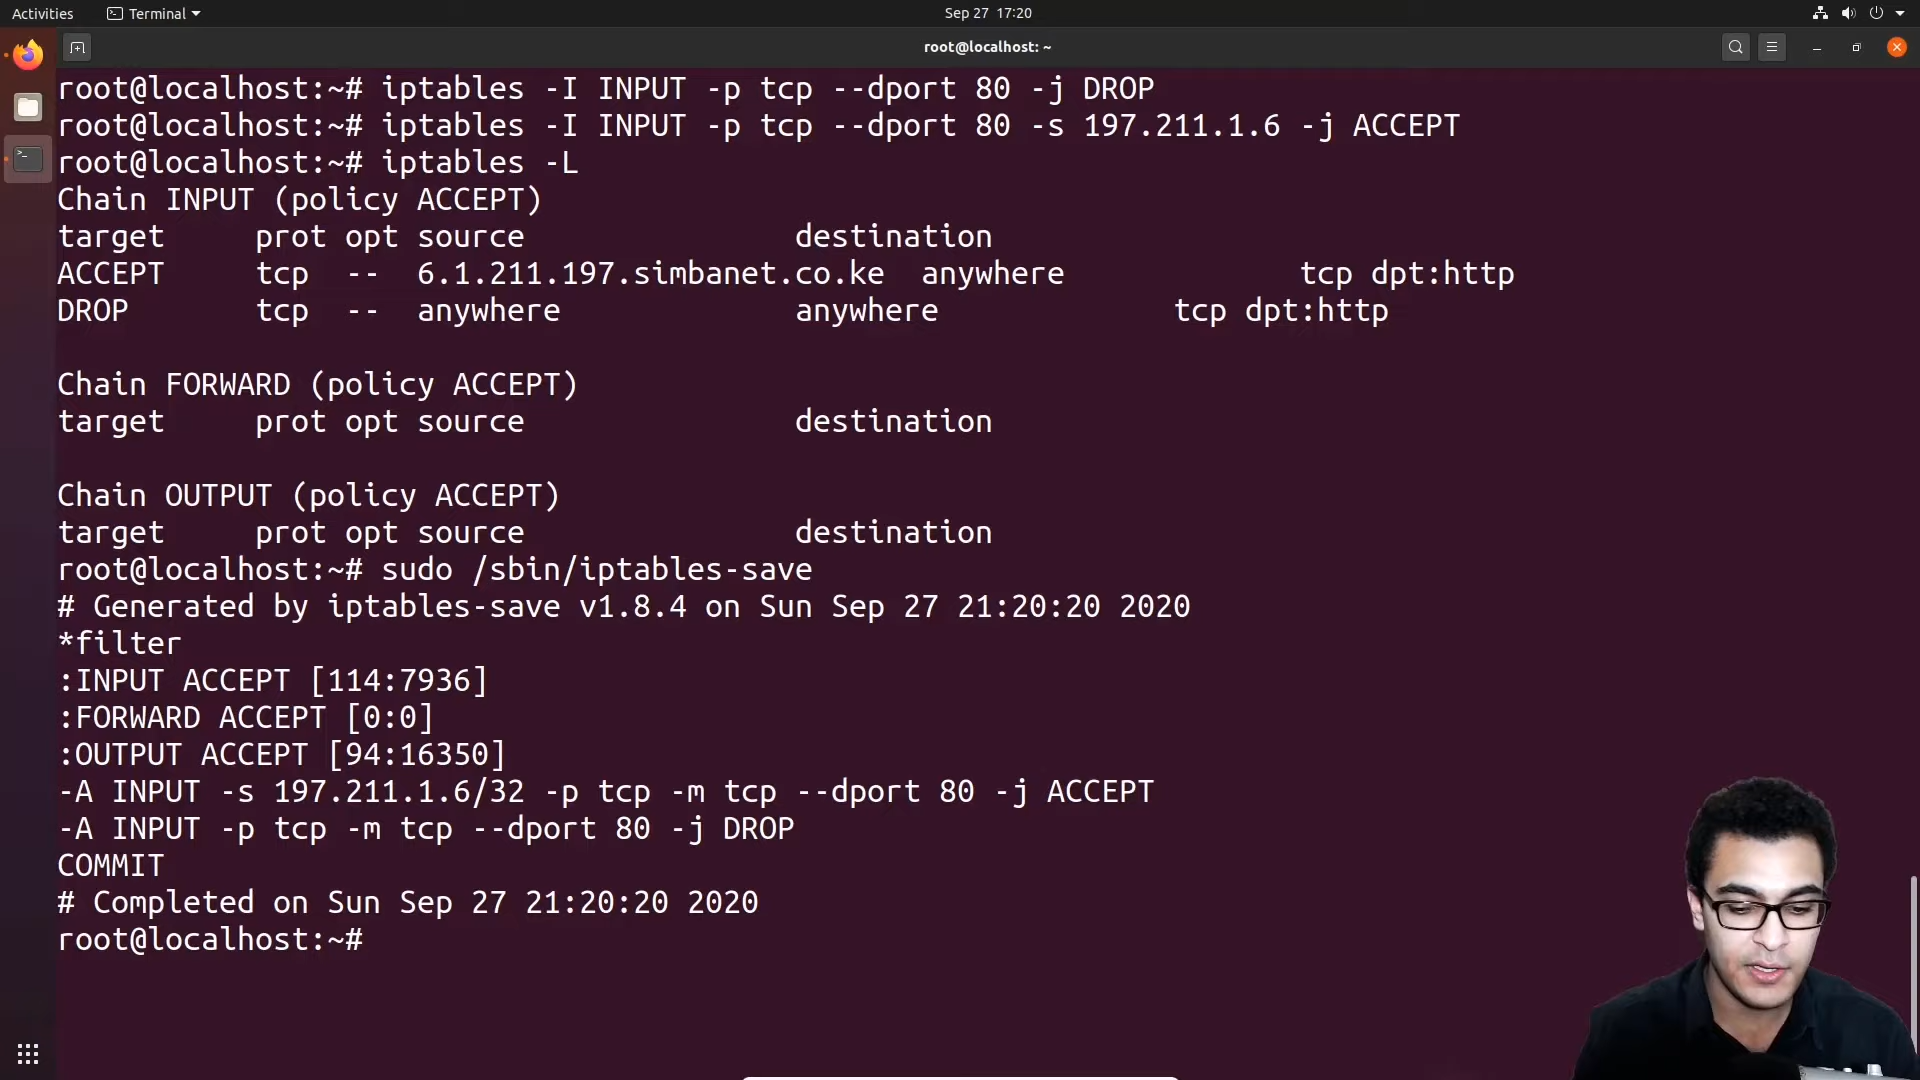 Activities Terminal Sep 27 17:20
root@localhost: ~
root@localhost:~# iptables -I INPUT -p tcp --dport 80 -j DROP
root@localhost:~# iptables -I INPUT -p tcp --dport 80 -s 197.211.1.6 -j ACCEPT
root@localhost:~# iptables -L
Chain INPUT (policy ACCEPT)
target prot opt source destination
ACCEPT tcp -- 6.1.211.197.simbanet.co.ke anywhere tcp dpt:http
DROP tcp -- anywhere anywhere tcp dpt:http
Chain FORWARD (policy ACCEPT)
target prot opt source destination
Chain OUTPUT (policy ACCEPT)
target prot opt source destination
root@localhost:~# sudo /sbin/iptables-save
# Generated by iptables-save v1.8.4 on Sun Sep 27 21:20:20 2020
*filter
:INPUT ACCEPT [114:7936]
:FORWARD ACCEPT [0:0]
:OUTPUT ACCEPT [94:16350]
-A INPUT -s 197.211.1.6/32 -p tcp -m tcp --dport 80 -j ACCEPT
-A INPUT -p tcp -m tcp --dport 80 -j DROP
COMMIT
# Completed on Sun Sep 27 21:20:20 2020
root@localhost:~#